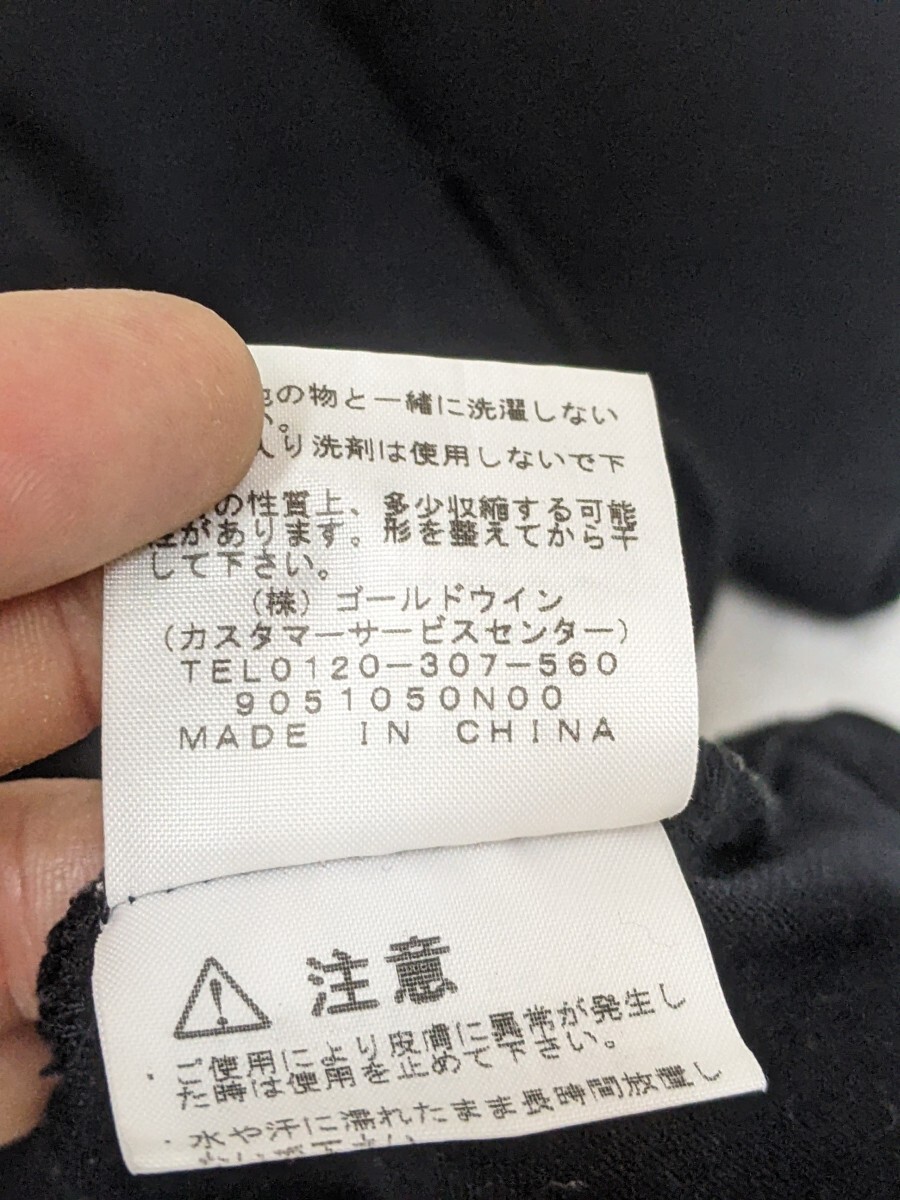 の物と一緒に洗濯しない
い。
入り洗剤は使用しないで下
の性質上、多少収縮する可能
性があります。形を整えてから干
して下さい。
(株) ゴールドウイン
(カスタマーサービスセンター)
TEL0120-307-560
9051050N00
MADE IN CHINA
注意
・ご使用により皮膚に異常が発生し
た時は使用を止めて下さい。
・水や汗に濡れたまま長時間放置し